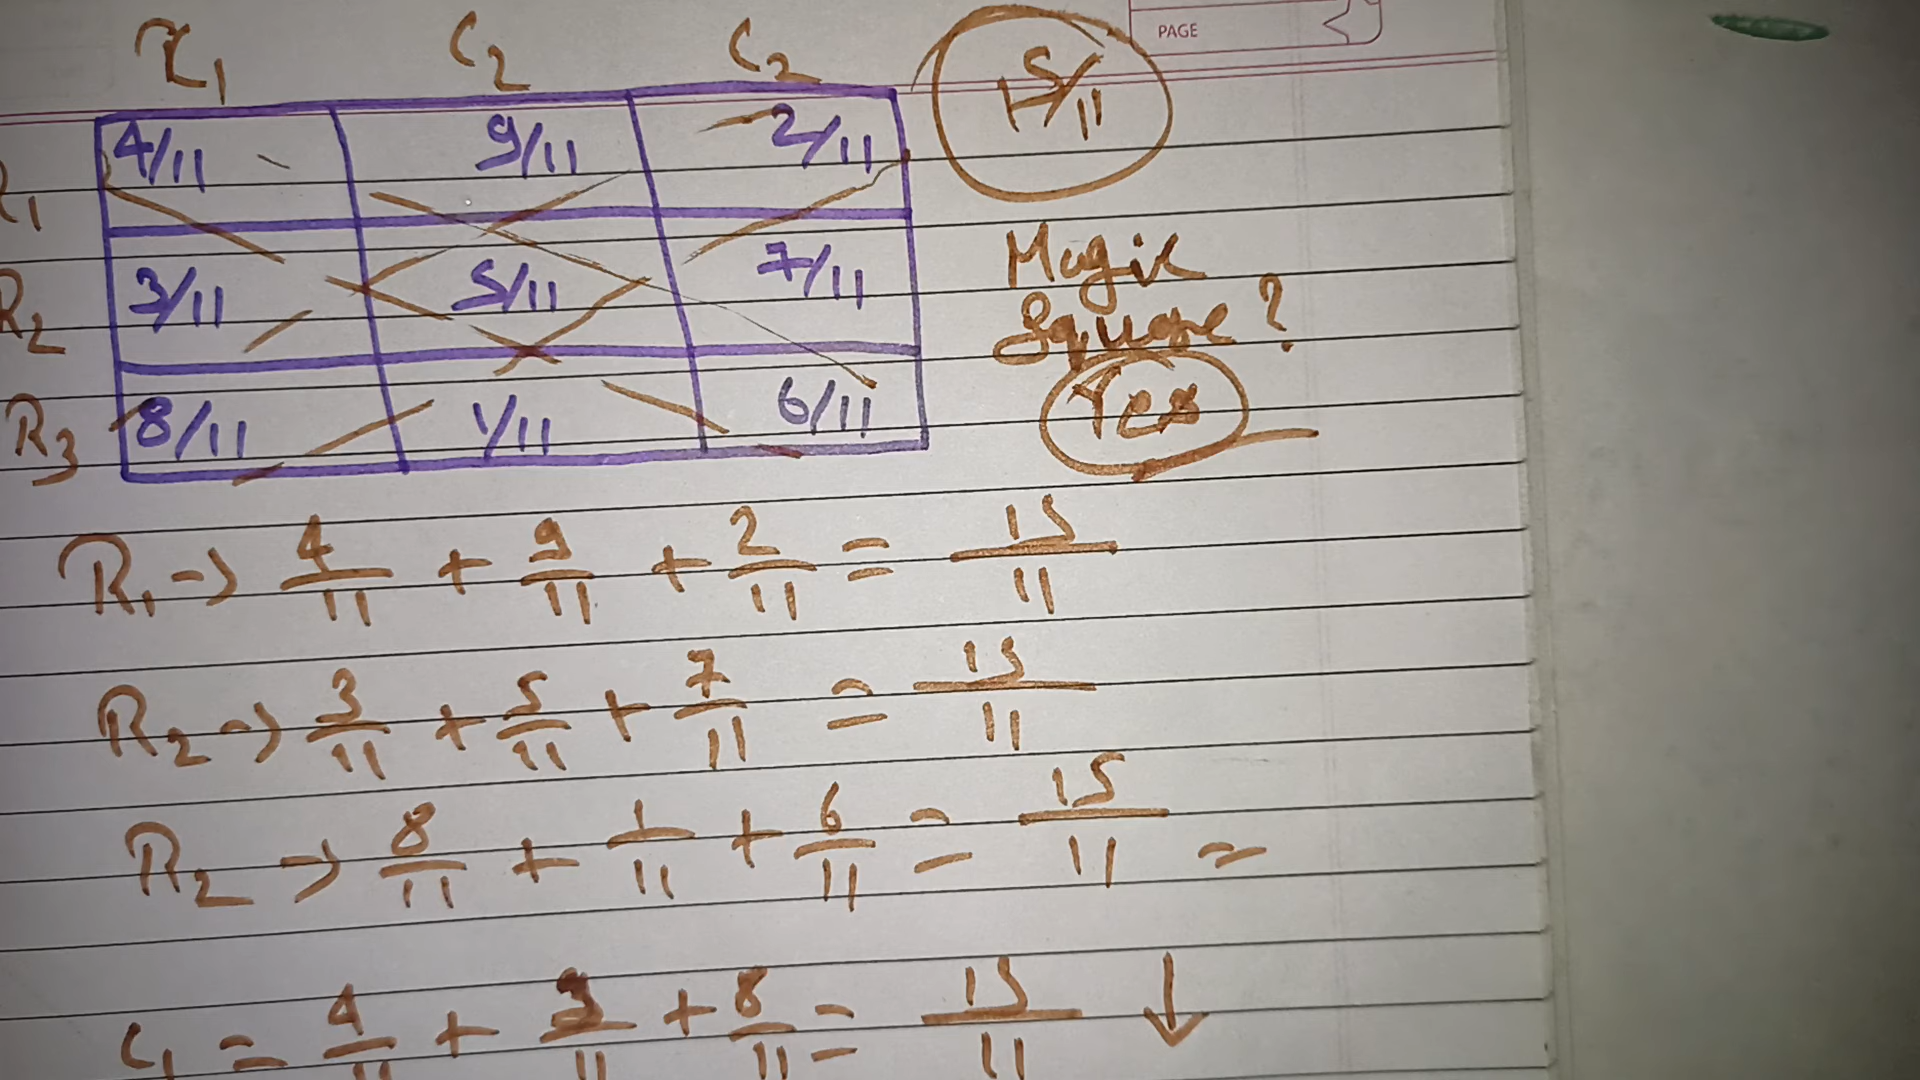 PAGE
C1 C2 C2
15/11
R1 4/11 9/11 2/11
R2 3/11 5/11 7/11
R3 8/11 1/11 6/11
Magic
Square?
Yes
R1 → 4/11 + 9/11 + 2/11 = 15/11
R2 → 3/11 + 5/11 + 7/11 = 15/11
R2 → 8/11 + 1/11 + 6/11 = 15/11 =
C1 = 4/11 + 3/11 + 8/11 = 15/11 ↓